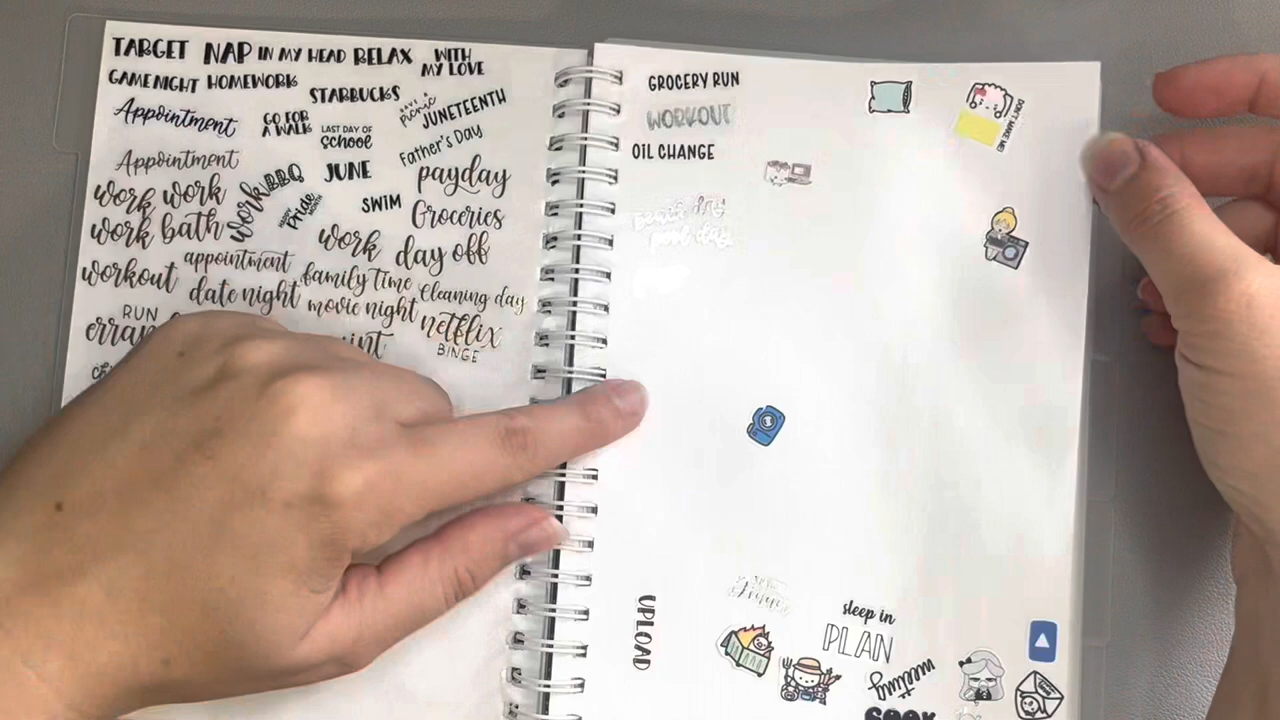 TARGET NAP IN MY HEAD RELAX WITH MY LOVE
GAME NIGHT HOMEWORK
STARBUCKS
HAVE A picnic
JUNETEENTH
Appointment
GO FOR A WALK
LAST DAY OF school
Father's Day
Appointment
BBQ
JUNE
payday
work work
work
HAPPY Pride MONTH
SWIM
Groceries
work bath
work
day off
workout
appointment
family time
cleaning day
date night
movie night
netflix BINGE
RUN
GROCERY RUN
WORKOUT
OIL CHANGE
DON'T MAKE ME!
UPLOAD
sleep in
PLAN
meeting